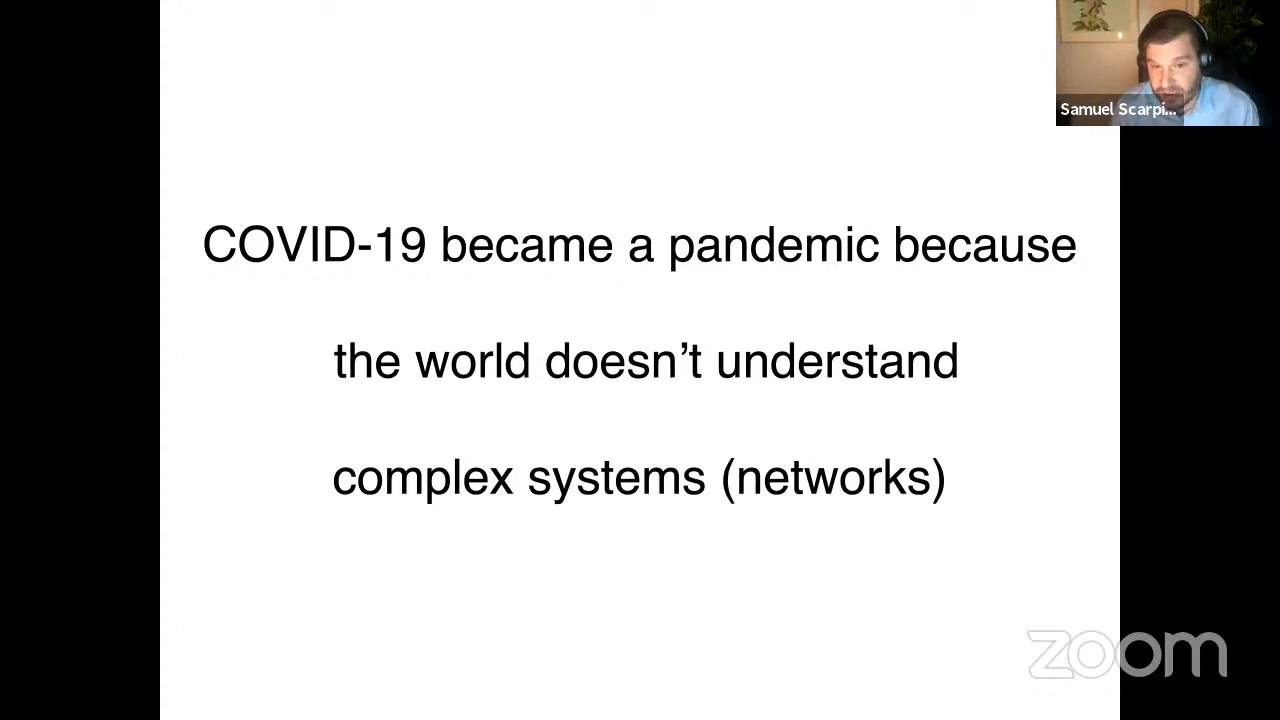 Samuel Scarpi...
COVID-19 became a pandemic because
the world doesn’t understand
complex systems (networks)
zoom